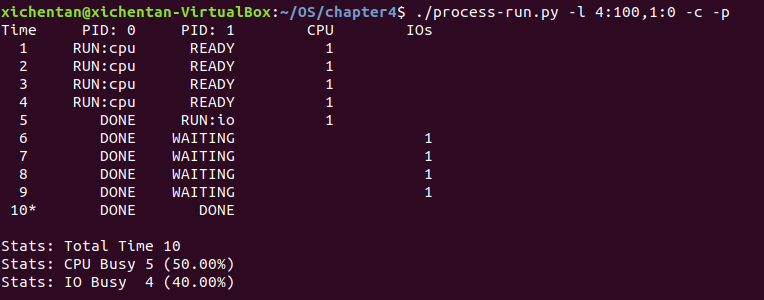 xichentan@xichentan-VirtualBox:~/OS/chapter4$ ./process-run.py -l 4:100,1:0 -c -p
Time     PID: 0     PID: 1        CPU        IOs
  1     RUN:cpu      READY          1
  2     RUN:cpu      READY          1
  3     RUN:cpu      READY          1
  4     RUN:cpu      READY          1
  5        DONE     RUN:io          1
  6        DONE    WAITING                     1
  7        DONE    WAITING                     1
  8        DONE    WAITING                     1
  9        DONE    WAITING                     1
 10*       DONE       DONE
Stats: Total Time 10
Stats: CPU Busy 5 (50.00%)
Stats: IO Busy  4 (40.00%)